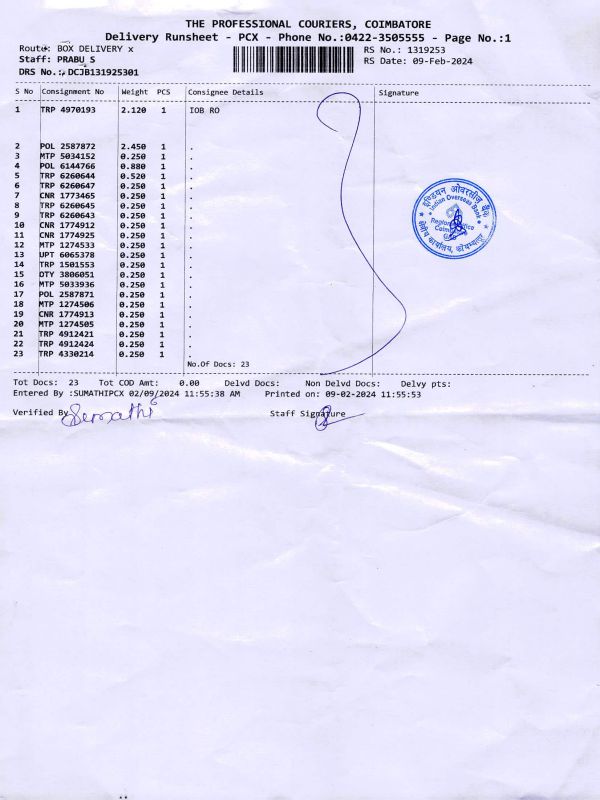 THE PROFESSIONAL COURIERS, COIMBATORE
Delivery Runsheet - PCX - Phone No.:0422-3505555 - Page No.:1
Route: BOX DELIVERY x
RS No.: 1319253
Staff: PRABU S
RS Date: 09-Feb-2024
DRS No.: DCJB131925301
S No Consignment No Weight PCS Consignee Details Signature
1 TRP 4970193 2.120 1 IOB RO
2 POL 2587872 2.450 1 .
3 MTP 5034152 0.250 1 .
4 POL 6144766 0.880 1 .
5 TRP 6260644 0.520 1 .
6 TRP 6260647 0.250 1 .
7 CNR 1773465 0.250 1 .
8 TRP 6260645 0.250 1 .
9 TRP 6260643 0.250 1 .
10 CNR 1774912 0.250 1 .
11 CNR 1774925 0.250 1 .
12 MTP 1274533 0.250 1 .
13 UPT 6065378 0.250 1 .
14 TRP 1501553 0.250 1 .
15 DTY 3806051 0.250 1 .
16 MTP 5033936 0.250 1 .
17 POL 2587871 0.250 1 .
18 MTP 1274506 0.250 1 .
19 CNR 1774913 0.250 1 .
20 MTP 1274505 0.250 1 .
21 TRP 4912421 0.250 1 .
22 TRP 4912424 0.250 1 .
23 TRP 4330214 0.250 1 .
No.Of Docs: 23
इण्डियन ओवरसीज़ बैंक
Indian Overseas Bank
क्षेत्रीय कार्यालय, कोयम्बत्तूर
Tot Docs: 23 Tot COD Amt: 0.00 Delvd Docs: Non Delvd Docs: Delvy pts:
Entered By :SUMATHIPCX 02/09/2024 11:55:38 AM Printed on: 09-02-2024 11:55:53
Verified By Sumathi Staff Signature